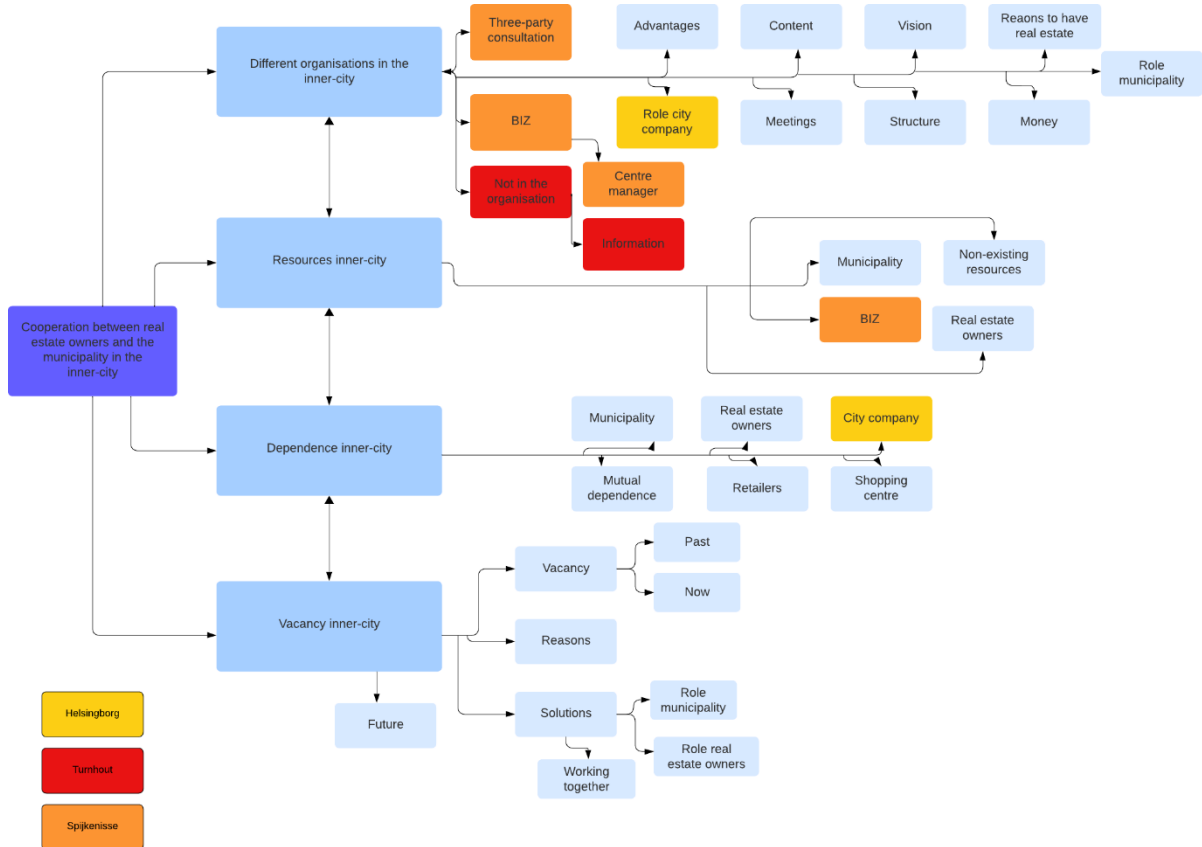 Three-party
consultation
Advantages
Content
Vision
Reaons to have
real estate
Different organisations in the
inner-city
Role
municipality
BIZ
Role city
company
Meetings
Structure
Money
Not in the
organisation
Centre
manager
Information
Resources inner-city
Municipality
Non-existing
resources
BIZ
Real estate
owners
Cooperation between real
estate owners and the
municipality in the
inner-city
Dependence inner-city
Municipality
Real estate
owners
City company
Mutual
dependence
Retailers
Shopping
centre
Vacancy inner-city
Vacancy
Past
Now
Reasons
Solutions
Role
municipality
Role real
estate owners
Working
together
Future
Helsingborg
Turnhout
Spijkenisse